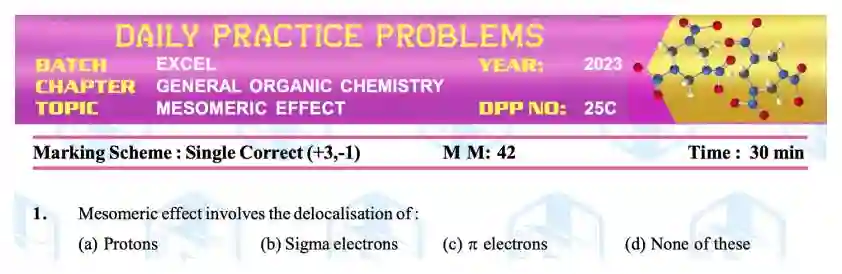 DAILY PRACTICE PROBLEMS
BATCH EXCEL YEAR: 2023
CHAPTER GENERAL ORGANIC CHEMISTRY
TOPIC MESOMERIC EFFECT DPP NO: 25C
Marking Scheme : Single Correct (+3,-1) M M: 42 Time : 30 min
1. Mesomeric effect involves the delocalisation of :
(a) Protons (b) Sigma electrons (c) π electrons (d) None of these